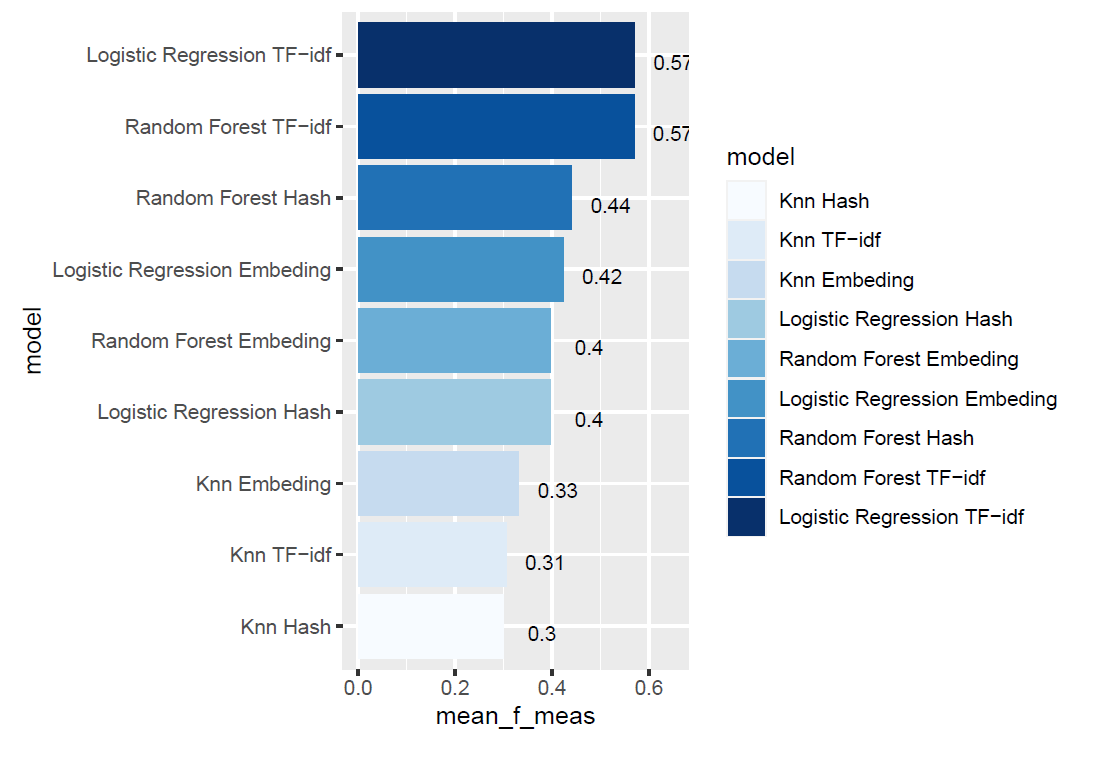 Logistic Regression TF−idf
0.57
Random Forest TF−idf
0.57
Random Forest Hash
0.44
Logistic Regression Embeding
0.42
Random Forest Embeding
0.4
Logistic Regression Hash
0.4
Knn Embeding
0.33
Knn TF−idf
0.31
Knn Hash
0.3
model
0.0 0.2 0.4 0.6
mean_f_meas
model
Knn Hash
Knn TF−idf
Knn Embeding
Logistic Regression Hash
Random Forest Embeding
Logistic Regression Embeding
Random Forest Hash
Random Forest TF−idf
Logistic Regression TF−idf